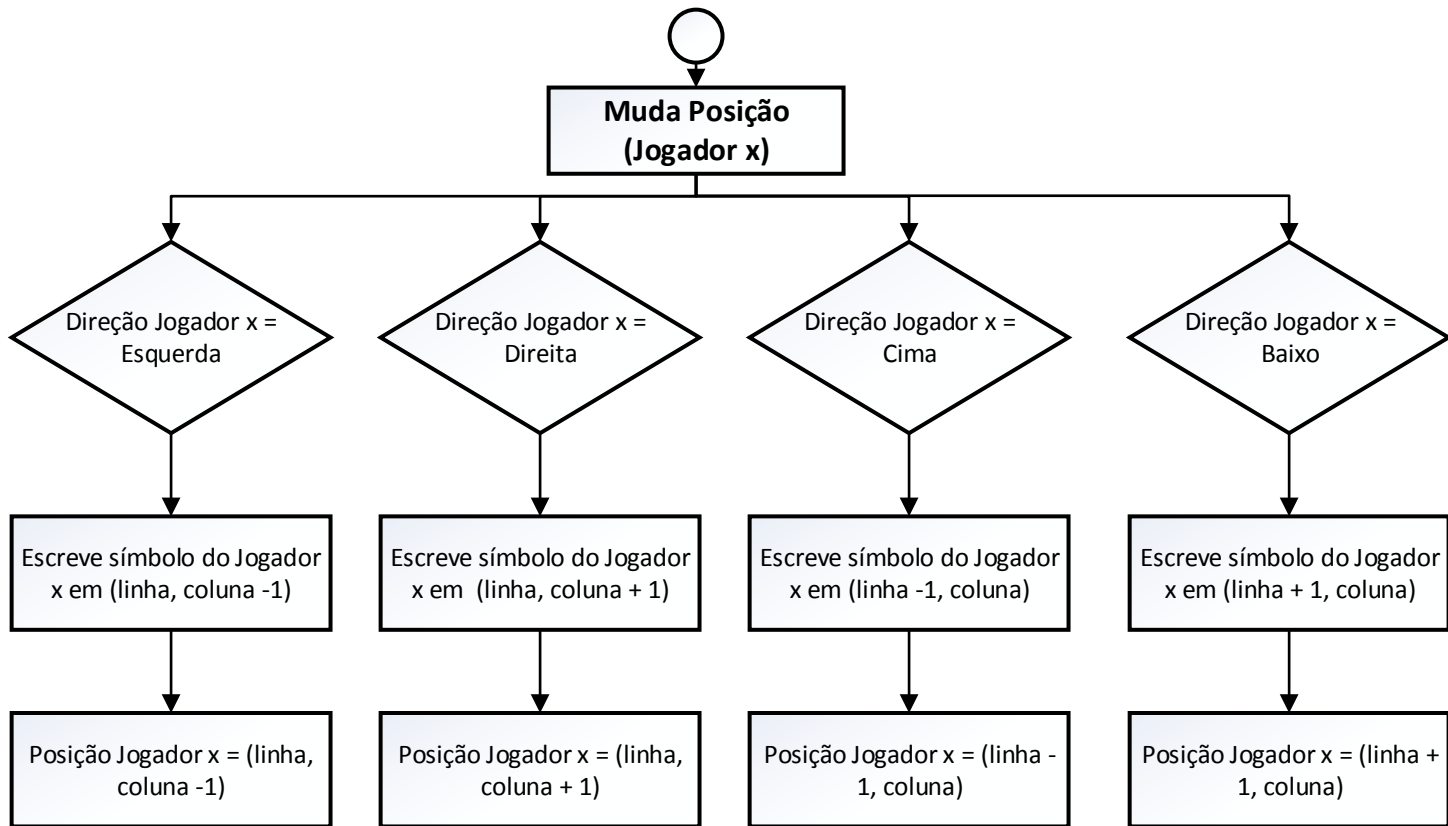 Muda Posição
(Jogador x)
Direção Jogador x =
Esquerda
Direção Jogador x =
Direita
Direção Jogador x =
Cima
Direção Jogador x =
Baixo
Escreve símbolo do Jogador
x em (linha, coluna -1)
Escreve símbolo do Jogador
x em  (linha, coluna + 1)
Escreve símbolo do Jogador
x em (linha -1, coluna)
Escreve símbolo do Jogador
x em (linha + 1, coluna)
Posição Jogador x = (linha,
coluna -1)
Posição Jogador x = (linha,
coluna + 1)
Posição Jogador x = (linha -
1, coluna)
Posição Jogador x = (linha +
1, coluna)